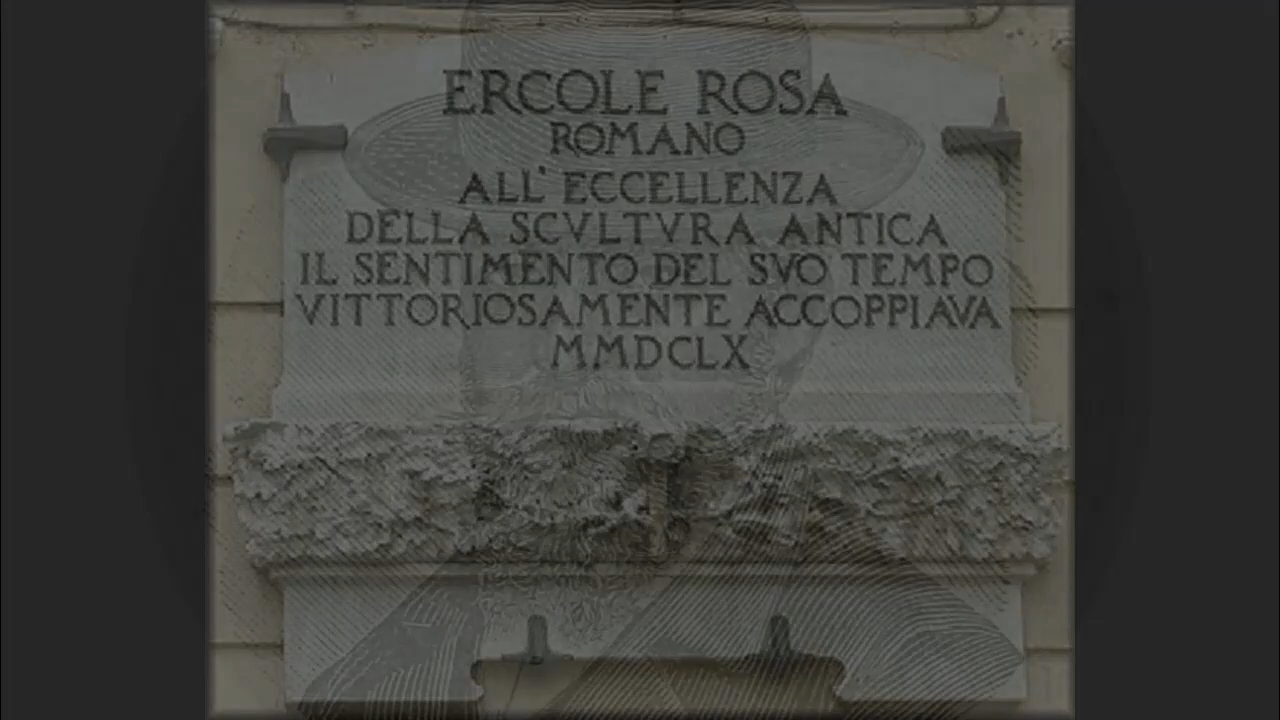 ERCOLE ROSA
ROMANO
ALL' ECCELLENZA
DELLA SCVLTVRA ANTICA
IL SENTIMENTO DEL SVO TEMPO
VITTORIOSAMENTE ACCOPPIAVA
MMDCLX